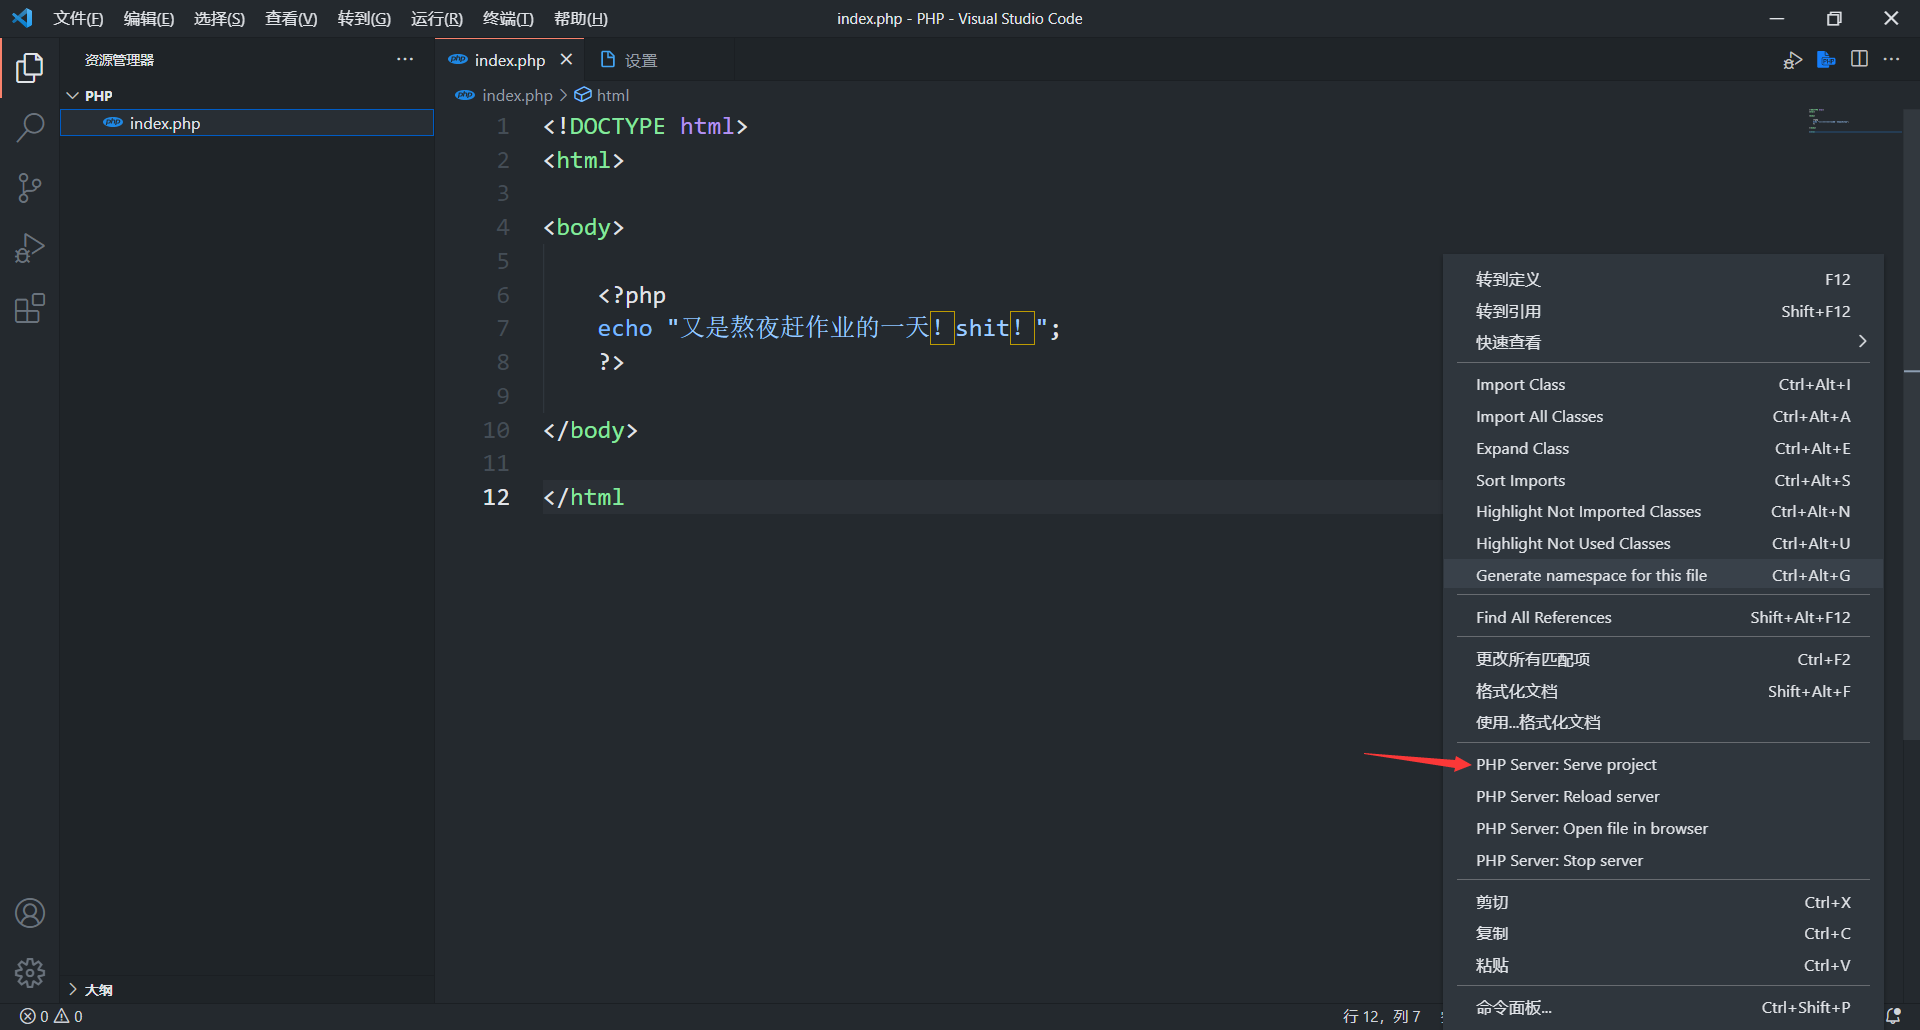 文件(F) 编辑(E) 选择(S) 查看(V) 转到(G) 运行(R) 终端(T) 帮助(H) index.php - PHP - Visual Studio Code
资源管理器
PHP
index.php
index.php 设置
index.php > html
1 <!DOCTYPE html>
2 <html>
3
4 <body>
5
6 <?php
7 echo "又是熬夜赶作业的一天！shit！";
8 ?>
9
10 </body>
11
12 </html
转到定义 F12
转到引用 Shift+F12
快速查看
Import Class Ctrl+Alt+I
Import All Classes Ctrl+Alt+A
Expand Class Ctrl+Alt+E
Sort Imports Ctrl+Alt+S
Highlight Not Imported Classes Ctrl+Alt+N
Highlight Not Used Classes Ctrl+Alt+U
Generate namespace for this file Ctrl+Alt+G
Find All References Shift+Alt+F12
更改所有匹配项 Ctrl+F2
格式化文档 Shift+Alt+F
使用...格式化文档
PHP Server: Serve project
PHP Server: Reload server
PHP Server: Open file in browser
PHP Server: Stop server
剪切 Ctrl+X
复制 Ctrl+C
粘贴 Ctrl+V
命令面板... Ctrl+Shift+P
大纲
0 0
行 12，列 7